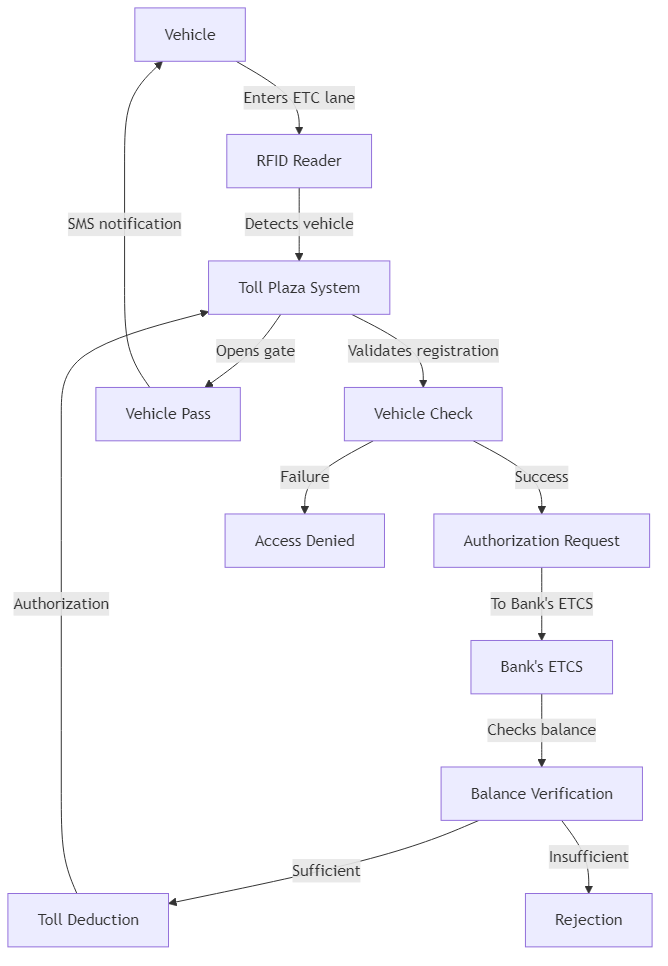 Vehicle
Enters ETC lane
RFID Reader
SMS notification
Detects vehicle
Toll Plaza System
Opens gate
Validates registration
Vehicle Pass
Vehicle Check
Failure
Success
Access Denied
Authorization Request
Authorization
To Bank's ETCS
Bank's ETCS
Checks balance
Balance Verification
Sufficient
Insufficient
Toll Deduction
Rejection